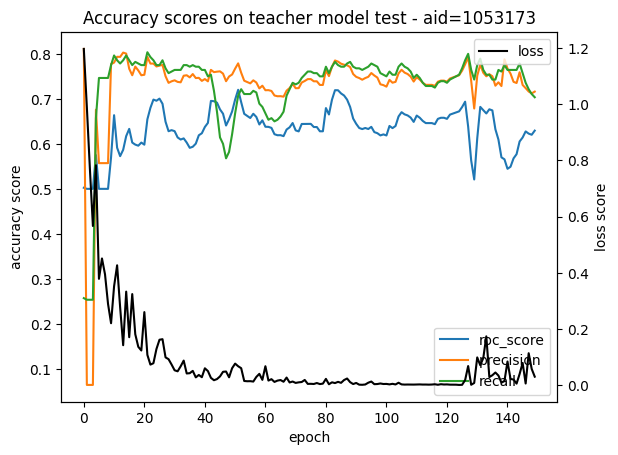 Accuracy scores on teacher model test - aid=1053173
loss
accuracy score
0.8
0.7
0.6
0.5
0.4
0.3
0.2
0.1
1.2
1.0
0.8
0.6
0.4
0.2
0.0
loss score
roc_score
precision
recall
0
20
40
60
80
100
120
140
epoch